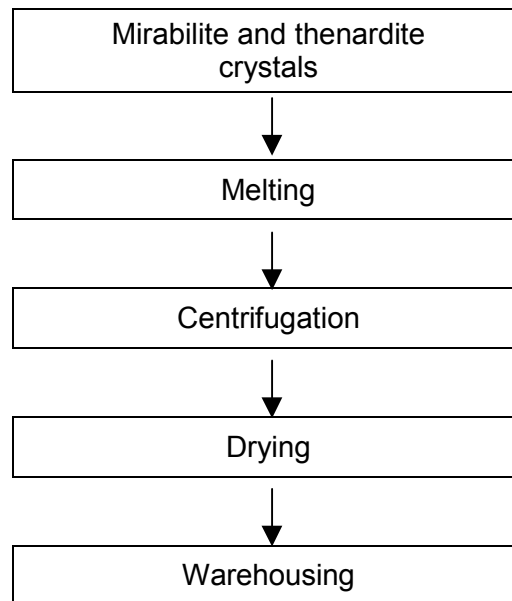 Mirabilite and thenardite
crystals
Melting
Centrifugation
Drying
Warehousing